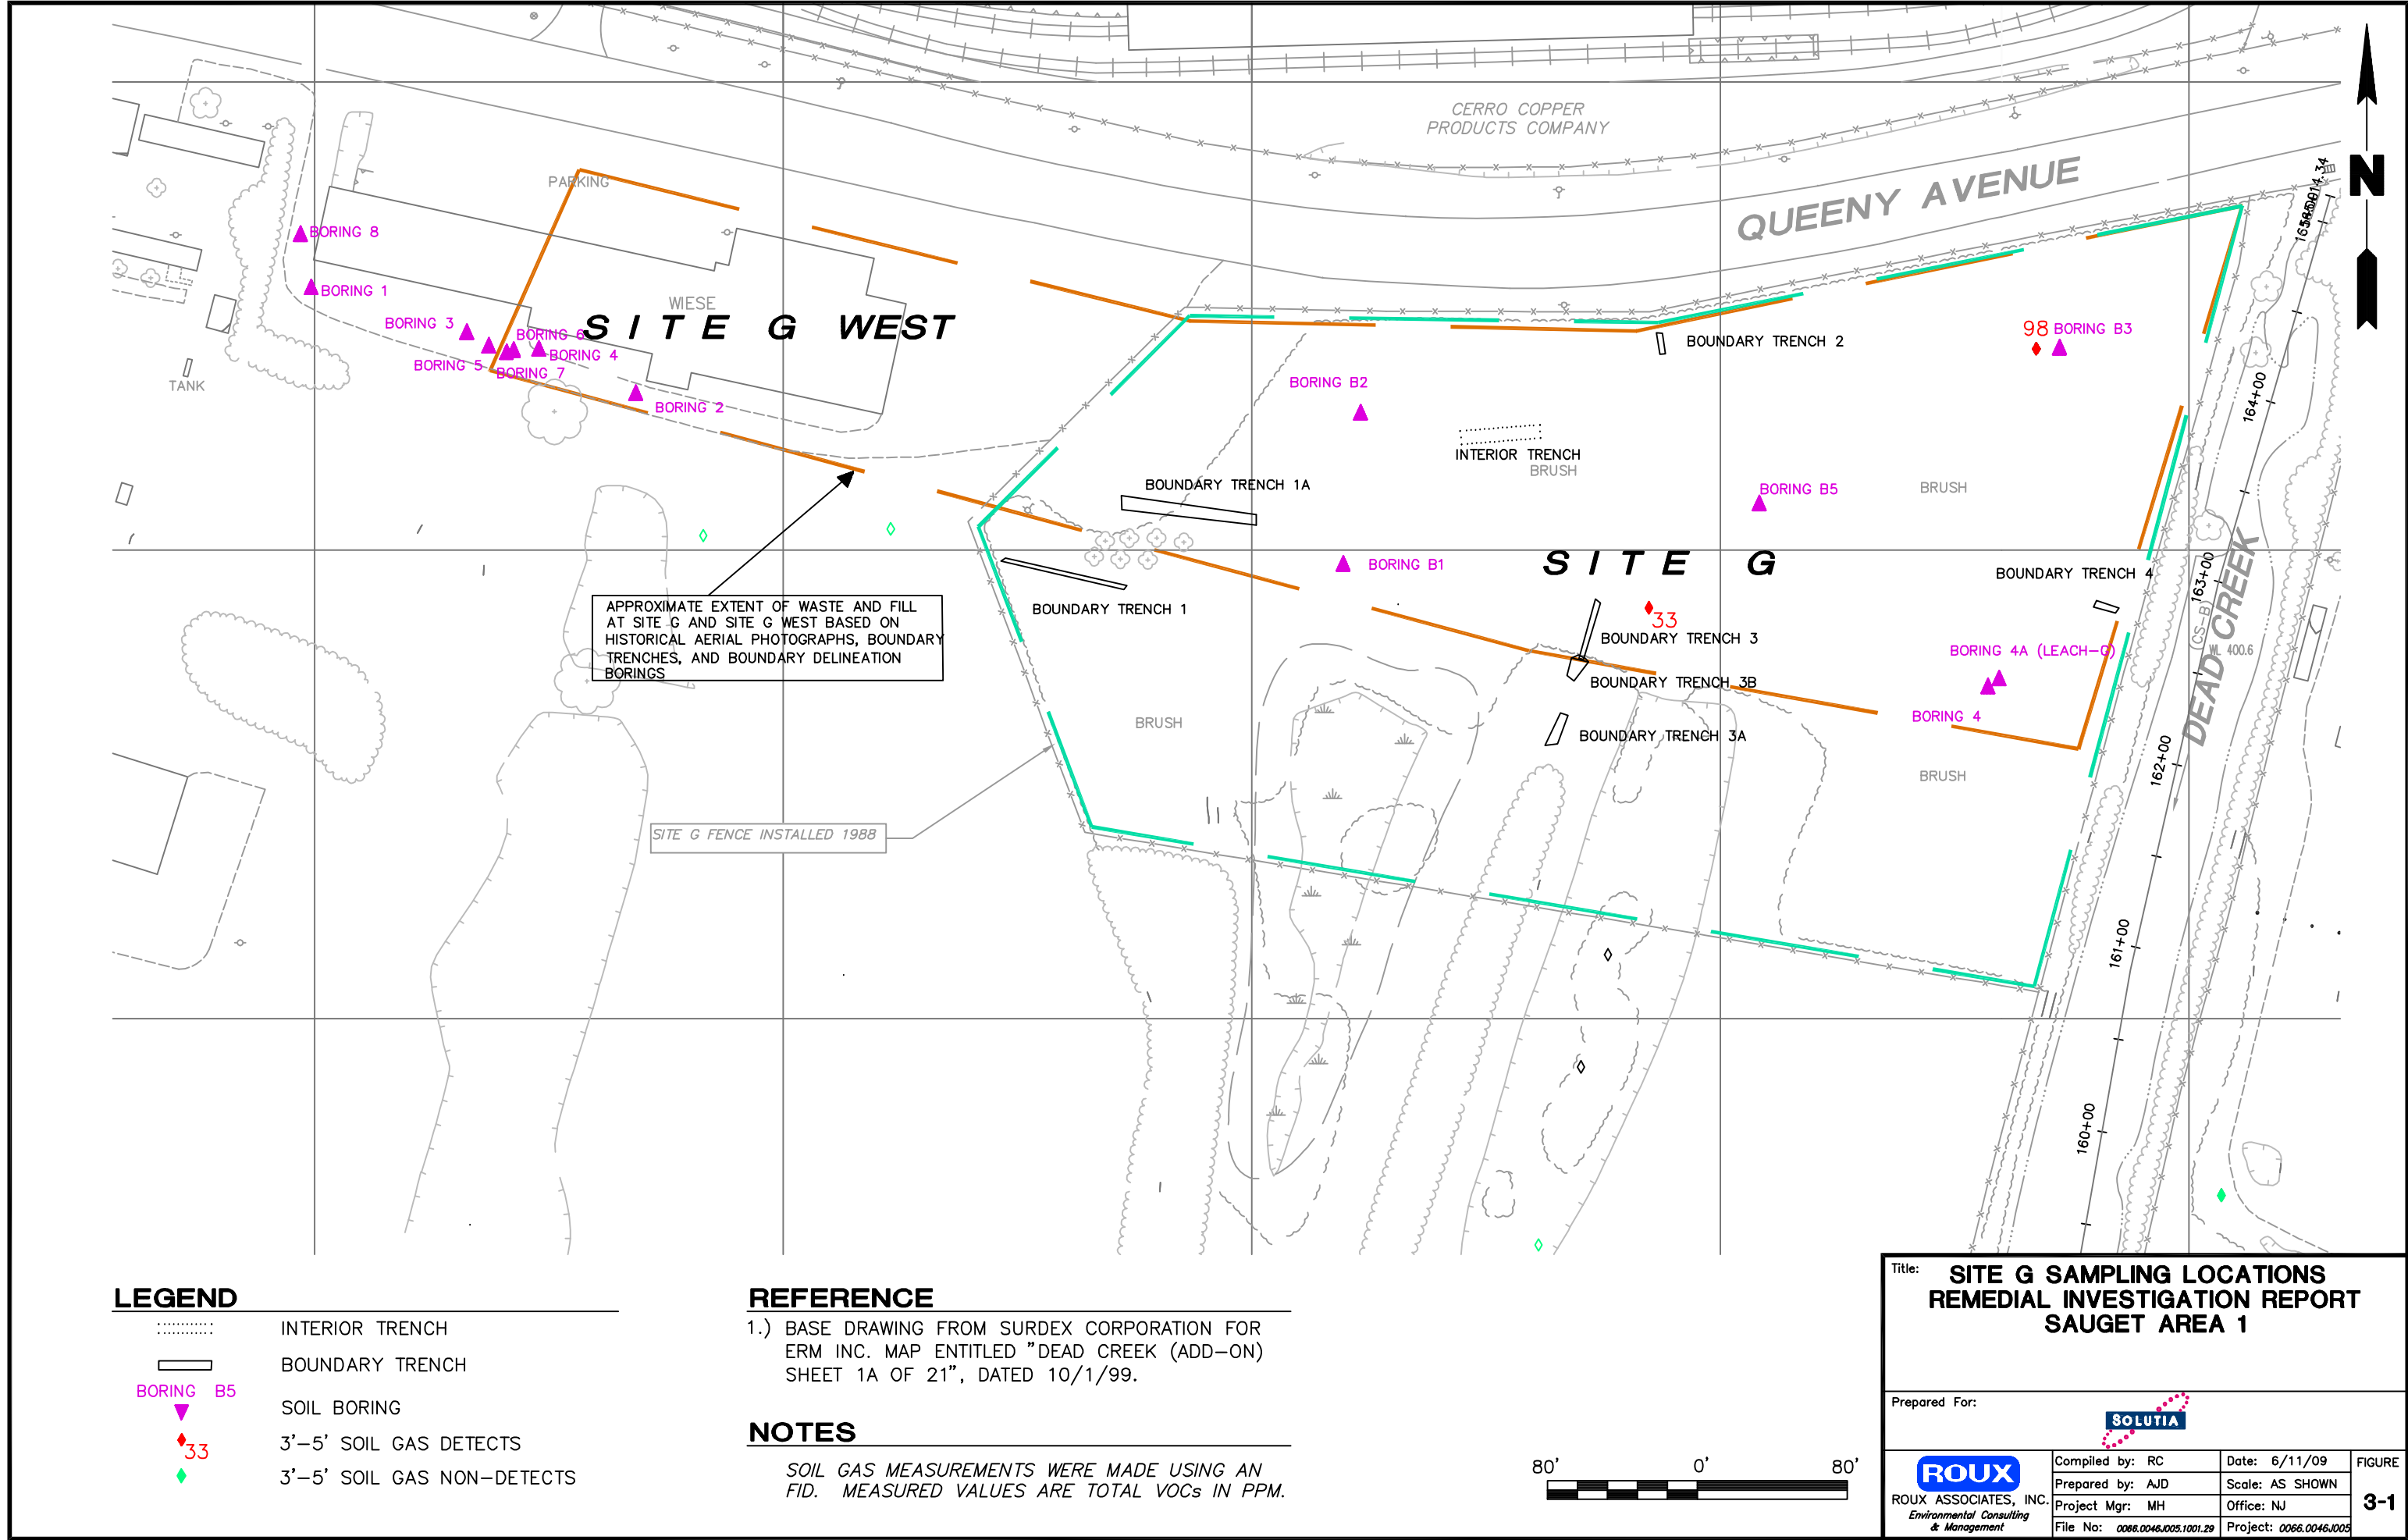 CERRO COPPER
PRODUCTS COMPANY
QUEENY AVENUE
N
PARKING
BORING 8
BORING 1
WIESE
SITE G WEST
BORING 3
BORING 6
BORING 4
BORING 5
BORING 7
BORING 2
TANK
BOUNDARY TRENCH 2
98
BORING B3
BORING B2
INTERIOR TRENCH
BRUSH
BOUNDARY TRENCH 1A
BORING B5
BRUSH
164+00
BORING B1
SITE G
BOUNDARY TRENCH 4
163+00
CS-B
DEAD CREEK
BOUNDARY TRENCH 1
33
BOUNDARY TRENCH 3
APPROXIMATE EXTENT OF WASTE AND FILL
AT SITE G AND SITE G WEST BASED ON
HISTORICAL AERIAL PHOTOGRAPHS, BOUNDARY
TRENCHES, AND BOUNDARY DELINEATION
BORINGS
BORING 4A (LEACH-G)
WL 400.6
BOUNDARY TRENCH 3B
BORING 4
BRUSH
BOUNDARY TRENCH 3A
162+00
BRUSH
SITE G FENCE INSTALLED 1988
161+00
160+00
LEGEND
INTERIOR TRENCH
BOUNDARY TRENCH
BORING B5
SOIL BORING
33
3'-5' SOIL GAS DETECTS
3'-5' SOIL GAS NON-DETECTS
REFERENCE
1.) BASE DRAWING FROM SURDEX CORPORATION FOR
ERM INC. MAP ENTITLED "DEAD CREEK (ADD-ON)
SHEET 1A OF 21", DATED 10/1/99.
NOTES
SOIL GAS MEASUREMENTS WERE MADE USING AN
FID. MEASURED VALUES ARE TOTAL VOCs IN PPM.
80' 0' 80'
Title: SITE G SAMPLING LOCATIONS
REMEDIAL INVESTIGATION REPORT
SAUGET AREA 1
Prepared For:
SOLUTIA
ROUX
ROUX ASSOCIATES, INC.
Environmental Consulting
& Management
Compiled by: RC
Date: 6/11/09
FIGURE
Prepared by: AJD
Scale: AS SHOWN
Project Mgr: MH
Office: NJ
3-1
File No: 0066.0046J005.1001.29
Project: 0066.0046J005